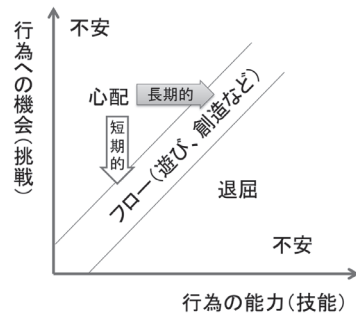 不安
行為への機会（挑戦）
心配
長期的
短期的
フロー（遊び、創造など）
退屈
不安
行為の能力（技能）